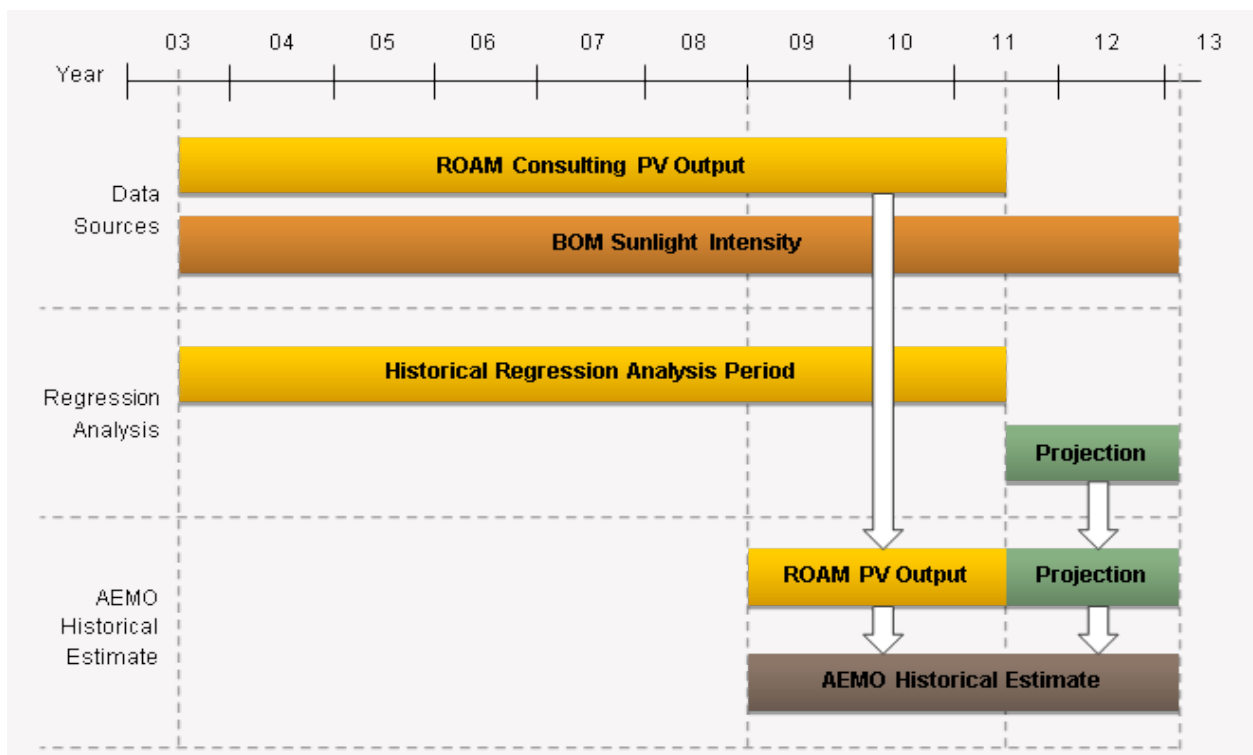 03 04 05 06 07 08 09 10 11 12 13
Year
ROAM Consulting PV Output
Data
Sources
BOM Sunlight Intensity
Historical Regression Analysis Period
Regression
Analysis
Projection
ROAM PV Output Projection
AEMO
Historical
Estimate
AEMO Historical Estimate